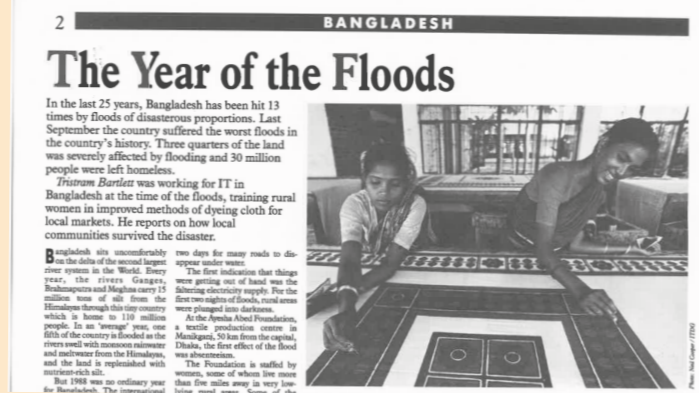 2
BANGLADESH
The Year of the Floods
In the last 25 years, Bangladesh has been hit 13
times by floods of disasterous proportions. Last
September the country suffered the worst floods in
the country's history. Three quarters of the land
was severely affected by flooding and 30 million
people were left homeless.
Tristram Bartlett was working for IT in
Bangladesh at the time of the floods, training rural
women in improved methods of dyeing cloth for
local markets. He reports on how local
communities survived the disaster.
Bangladesh sits uncomfortably
on the delta of the second largest
river system in the World. Every
year, the rivers Ganges,
Brahmaputra and Meghna carry 15
million tons of silt from the
Himalayas through this tiny country
which is home to 110 million
people. In an 'average' year, one
fifth of the country is flooded as the
rivers swell with monsoon rainwater
and meltwater from the Himalayas,
and the land is replenished with
nutrient-rich silt.
But 1988 was no ordinary year
for Bangladesh. The international
two days for many roads to dis-
appear under water.
The first indication that things
were getting out of hand was the
faltering electricity supply. For the
first two nights of floods, rural areas
were plunged into darkness.
At the Ayesha Abed Foundation,
a textile production centre in
Manikganj, 50 km from the capital,
Dhaka, the first effect of the flood
was absenteeism.
The Foundation is staffed by
women, some of whom live more
than five miles away in very low-
lying rural areas. Some of the
Photo: Neil Cooper / ITDG